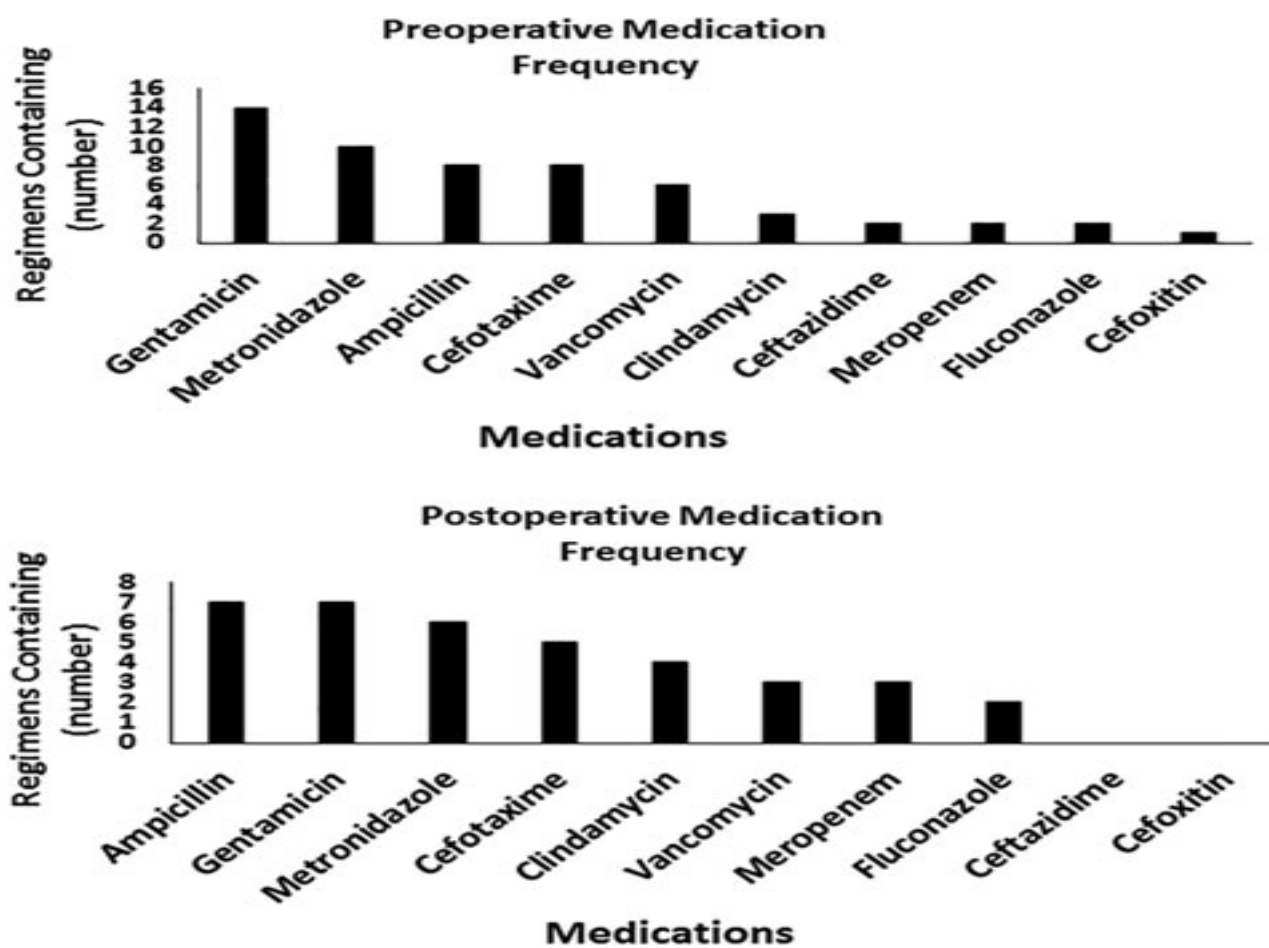 Preoperative Medication
Frequency
Regimens Containing
(number)
16
14
12
10
8
6
4
2
0
Gentamicin
Metronidazole
Ampicillin
Cefotaxime
Vancomycin
Clindamycin
Ceftazidime
Meropenem
Fluconazole
Cefoxitin
Medications
Postoperative Medication
Frequency
Regimens Containing
(number)
8
7
6
5
4
3
2
1
0
Ampicillin
Gentamicin
Metronidazole
Cefotaxime
Clindamycin
Vancomycin
Meropenem
Fluconazole
Ceftazidime
Cefoxitin
Medications